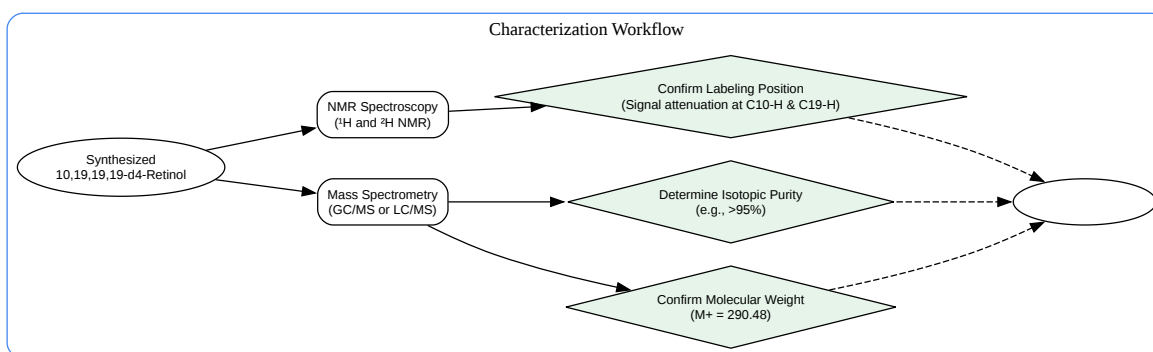 Characterization Workflow
Synthesized
10,19,19,19-d4-Retinol
NMR Spectroscopy
(¹H and ²H NMR)
Mass Spectrometry
(GC/MS or LC/MS)
Confirm Labeling Position
(Signal attenuation at C10-H & C19-H)
Determine Isotopic Purity
(e.g., >95%)
Confirm Molecular Weight
(M+ = 290.48)